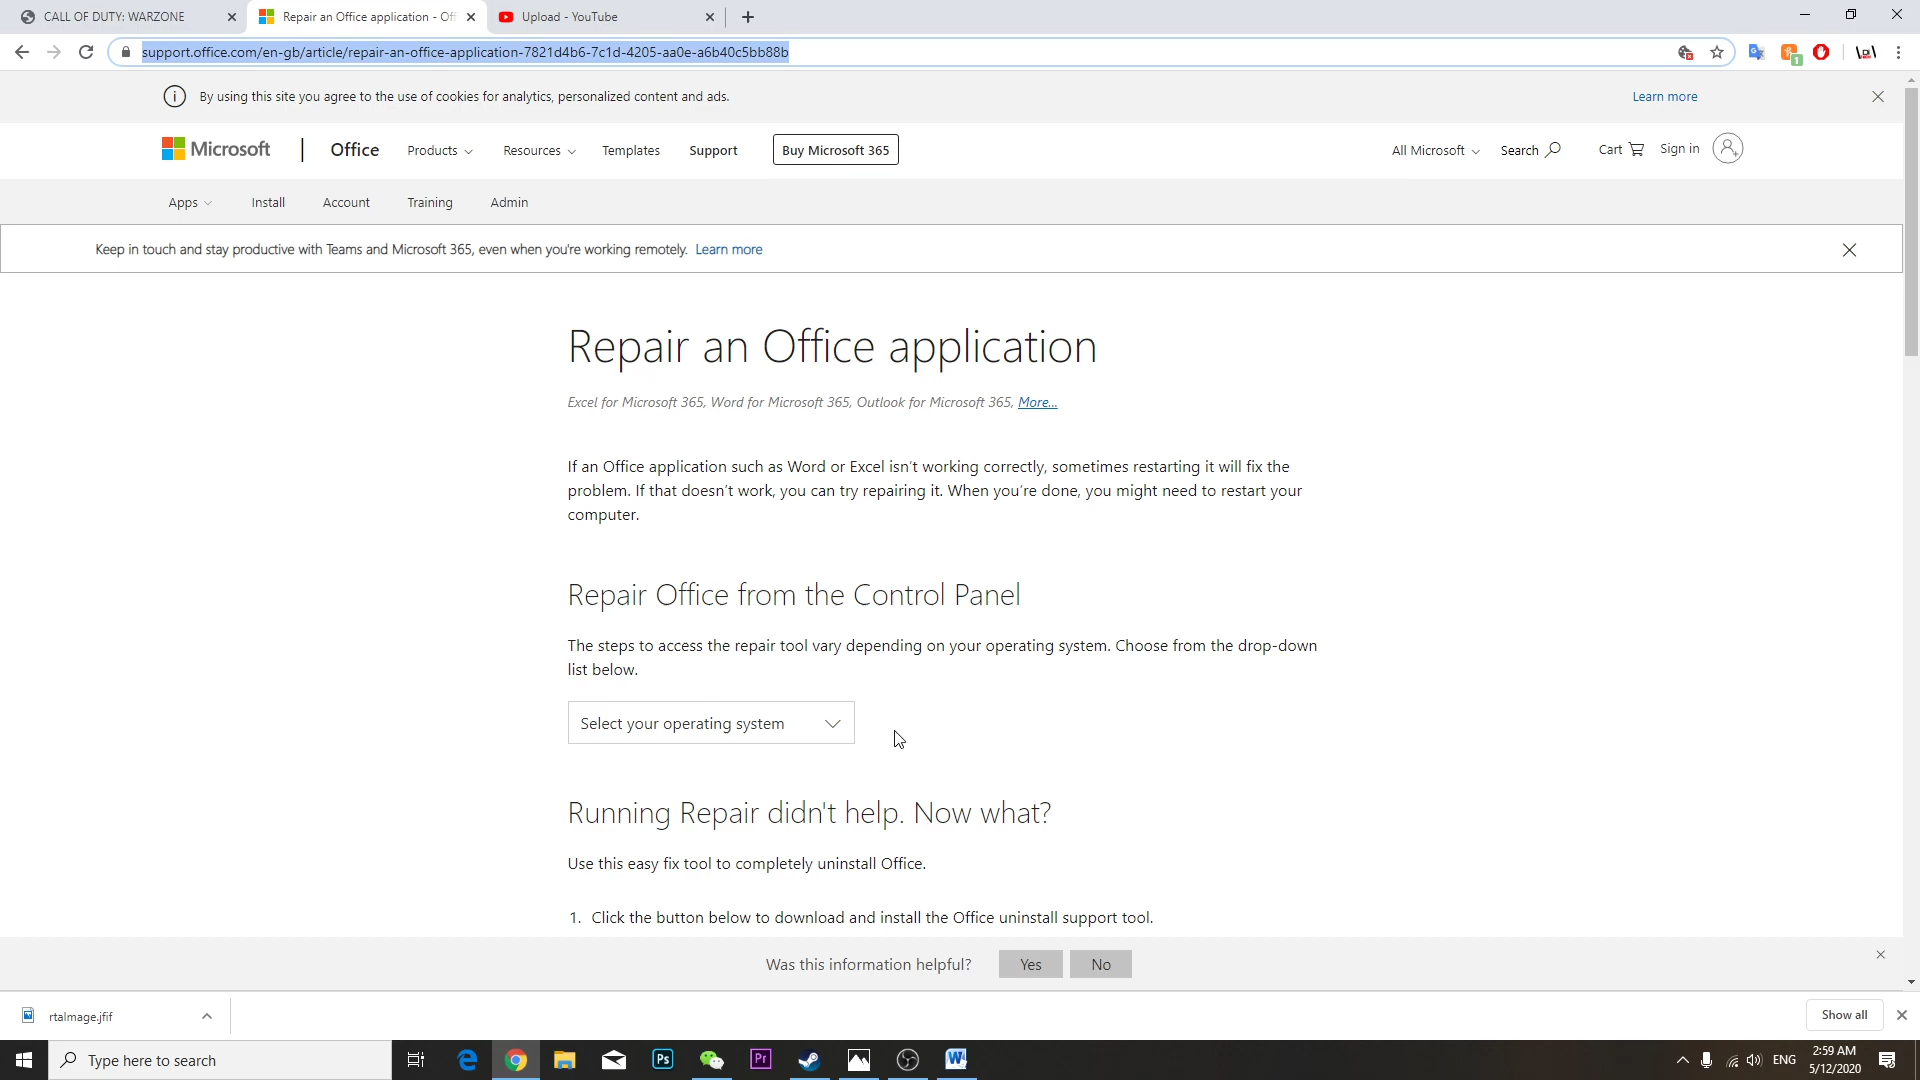 CALL OF DUTY: WARZONE
Repair an Office application - Off
Upload - YouTube
support.office.com/en-gb/article/repair-an-office-application-7821d4b6-7c1d-4205-aa0e-a6b40c5bb88b
1
By using this site you agree to the use of cookies for analytics, personalized content and ads.
Learn more
Microsoft
Office
Products
Resources
Templates
Support
Buy Microsoft 365
All Microsoft
Search
Cart
Sign in
Apps
Install
Account
Training
Admin
Keep in touch and stay productive with Teams and Microsoft 365, even when you're working remotely. Learn more
Repair an Office application
Excel for Microsoft 365, Word for Microsoft 365, Outlook for Microsoft 365, More...
If an Office application such as Word or Excel isn't working correctly, sometimes restarting it will fix the
problem. If that doesn't work, you can try repairing it. When you're done, you might need to restart your
computer.
Repair Office from the Control Panel
The steps to access the repair tool vary depending on your operating system. Choose from the drop-down
list below.
Select your operating system
Running Repair didn't help. Now what?
Use this easy fix tool to completely uninstall Office.
1. Click the button below to download and install the Office uninstall support tool.
Was this information helpful?
Yes
No
rtaImage.jfif
Show all
Type here to search
Ps
Pr
ENG
2:59 AM
5/12/2020